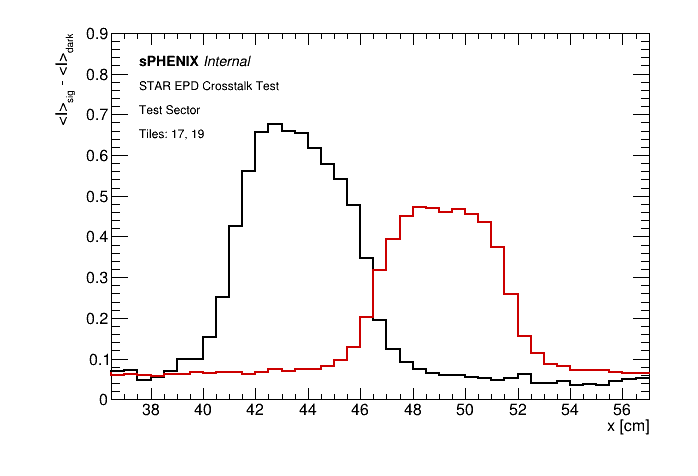 <I>sig - <I>dark
0.9
0.8
0.7
0.6
0.5
0.4
0.3
0.2
0.1
0
sPHENIX Internal
STAR EPD Crosstalk Test
Test Sector
Tiles: 17, 19
38 40 42 44 46 48 50 52 54 56
x [cm]